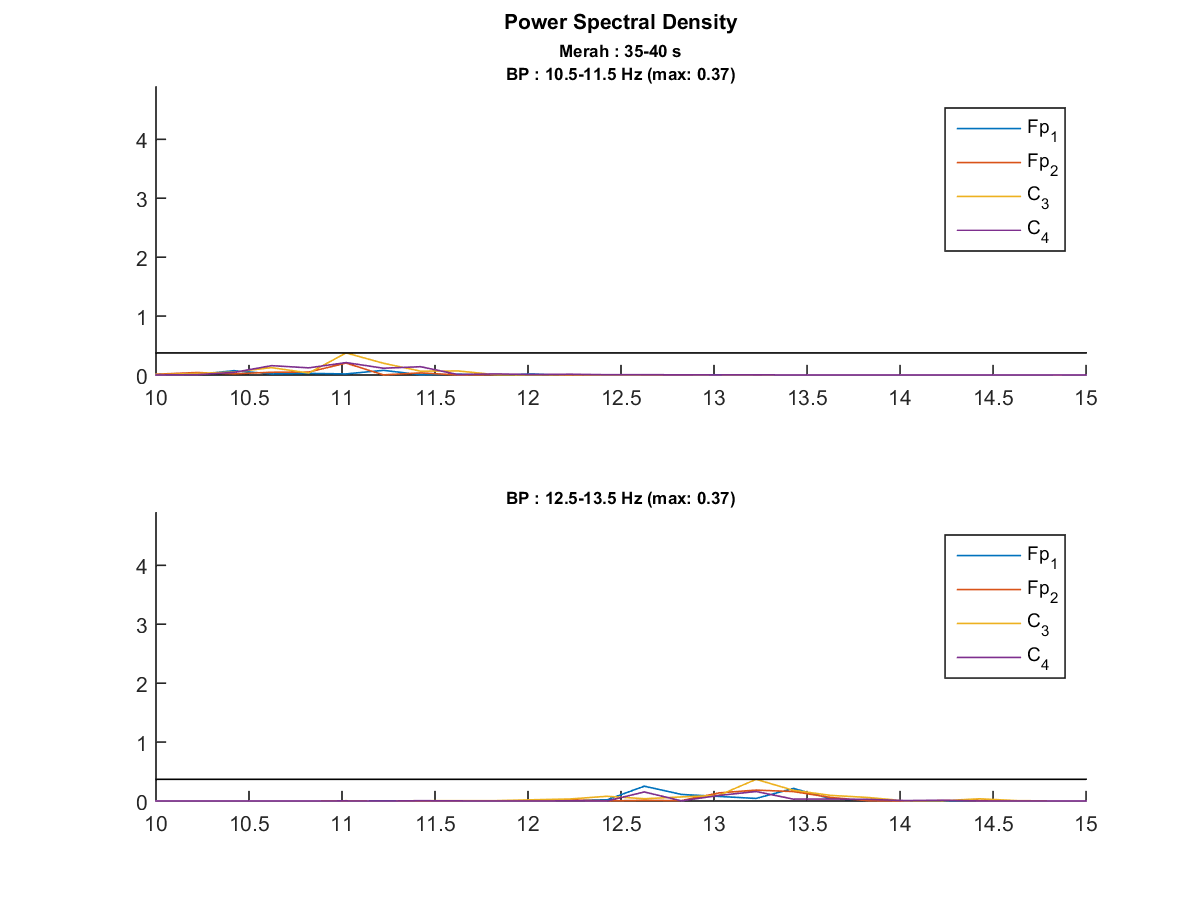 Power Spectral Density
Merah : 35-40 s
BP : 10.5-11.5 Hz (max: 0.37)
4
3
2
1
0
10 10.5 11 11.5 12 12.5 13 13.5 14 14.5 15
Fp1
Fp2
C3
C4
BP : 12.5-13.5 Hz (max: 0.37)
4
3
2
1
0
10 10.5 11 11.5 12 12.5 13 13.5 14 14.5 15
Fp1
Fp2
C3
C4